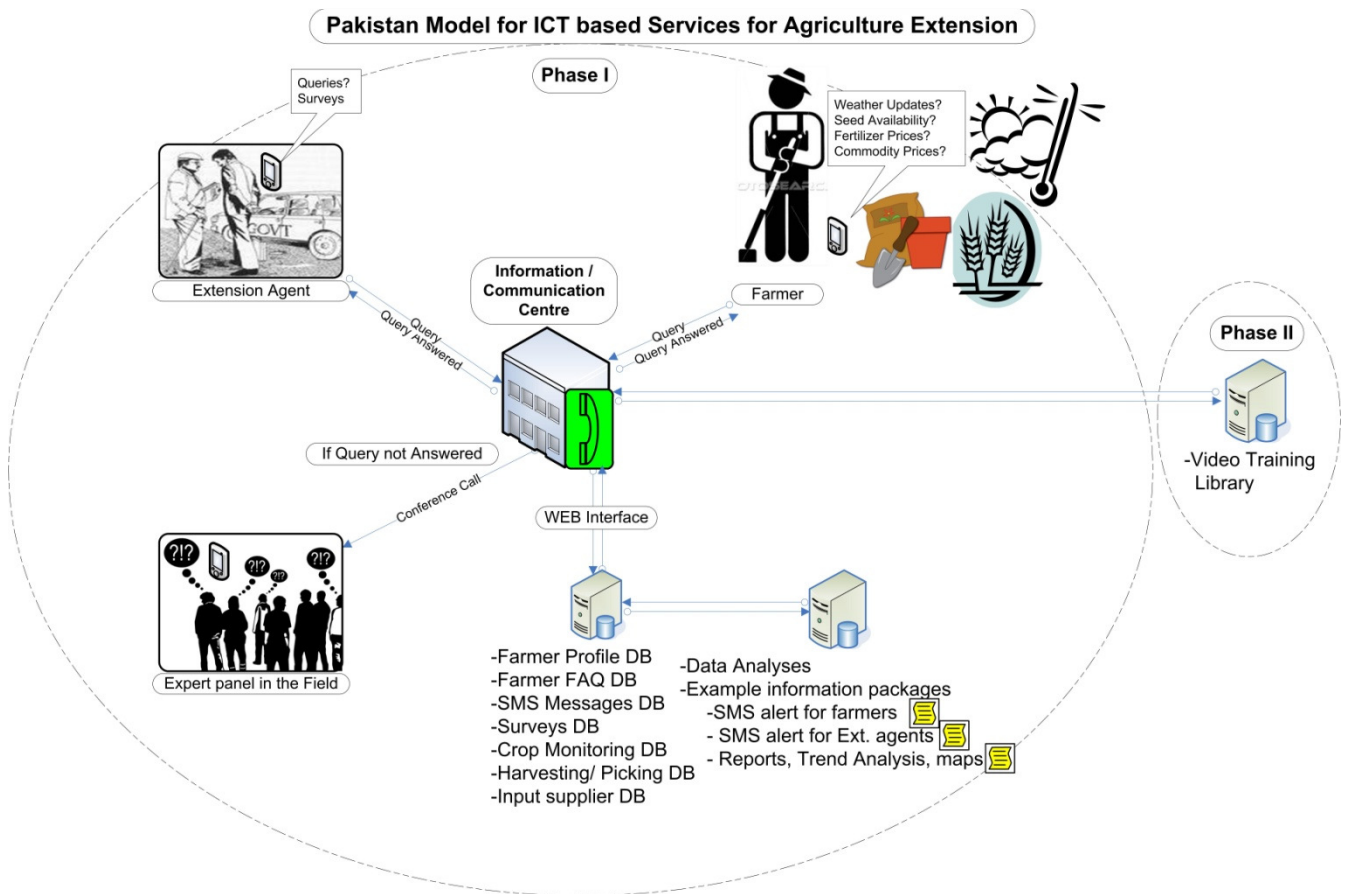 Pakistan Model for ICT based Services for Agriculture Extension
Phase I
Queries?
Surveys
Weather Updates?
Seed Availability?
Fertilizer Prices?
Commodity Prices?
GOVT
Extension Agent
Information /
Communication
Centre
Farmer
Query
Query Answered
Query
Query Answered
Phase II
-Video Training
Library
If Query not Answered
Conference Call
WEB Interface
?!?
?!?
?!?
?!?
Expert panel in the Field
-Farmer Profile DB
-Farmer FAQ DB
-SMS Messages DB
-Surveys DB
-Crop Monitoring DB
-Harvesting/ Picking DB
-Input supplier DB
-Data Analyses
-Example information packages
-SMS alert for farmers
- SMS alert for Ext. agents
- Reports, Trend Analysis, maps